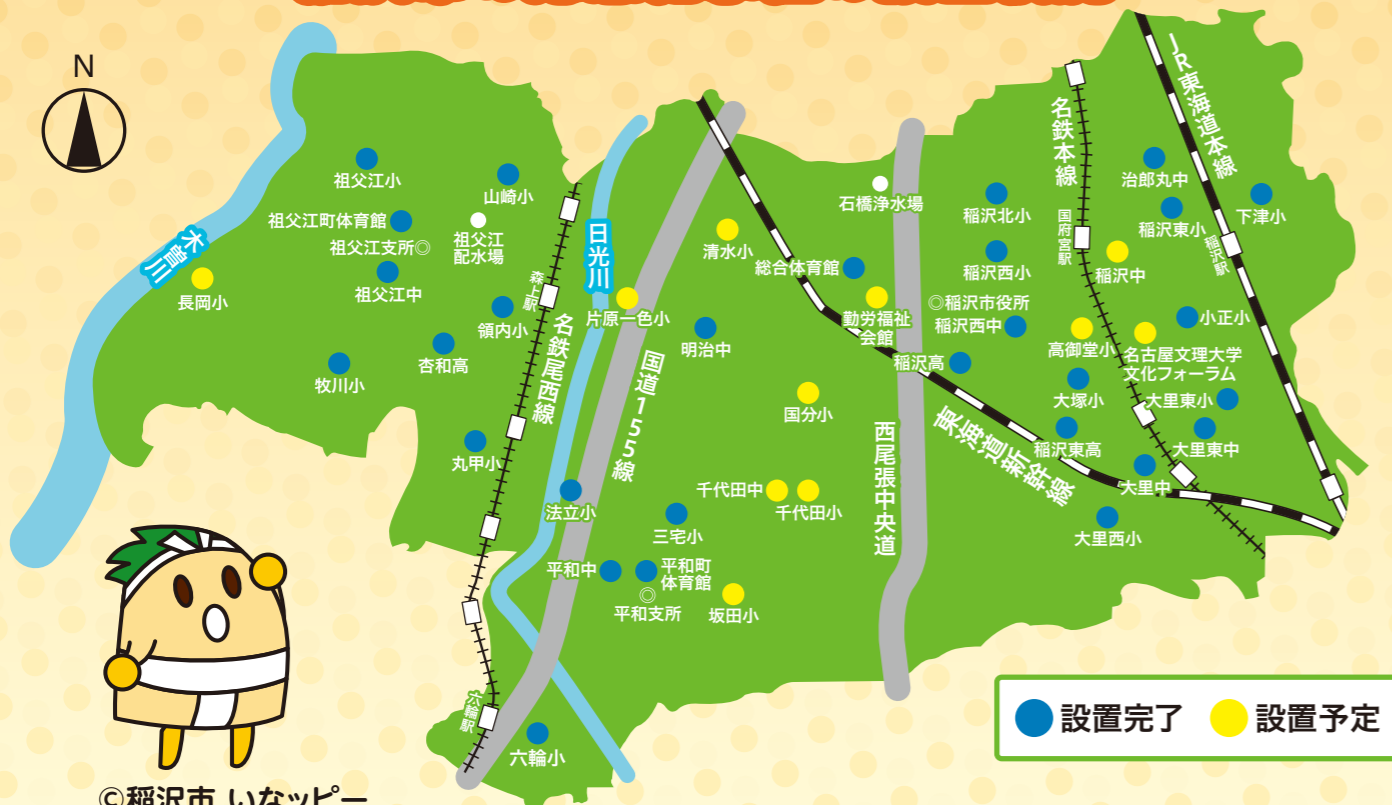 N
木曽川
長岡小
祖父江小
山崎小
祖父江町体育館
祖父江支所◎
祖父江
配水場
祖父江中
領内小
杏和高
牧川小
丸甲小
森上駅
名鉄尾西線
日光川
片原一色小
国道155線
清水小
明治中
総合体育館
勤労福祉
会館
石橋浄水場
稲沢北小
稲沢西小
◎稲沢市役所
稲沢西中
稲沢高
国分小
千代田中
千代田小
法立小
三宅小
平和中
平和町
体育館
◎
平和支所
坂田小
六輪駅
六輪小
西尾張中央道
東海道新幹線
名鉄本線
国府宮駅
JR東海道本線
治郎丸中
稲沢東小
下津小
稲沢駅
稲沢中
小正小
高御堂小
名古屋文理大学
文化フォーラム
大塚小
大里東小
稲沢東高
大里東中
大里中
大里西小
設置完了
設置予定
©稲沢市 いなッピー